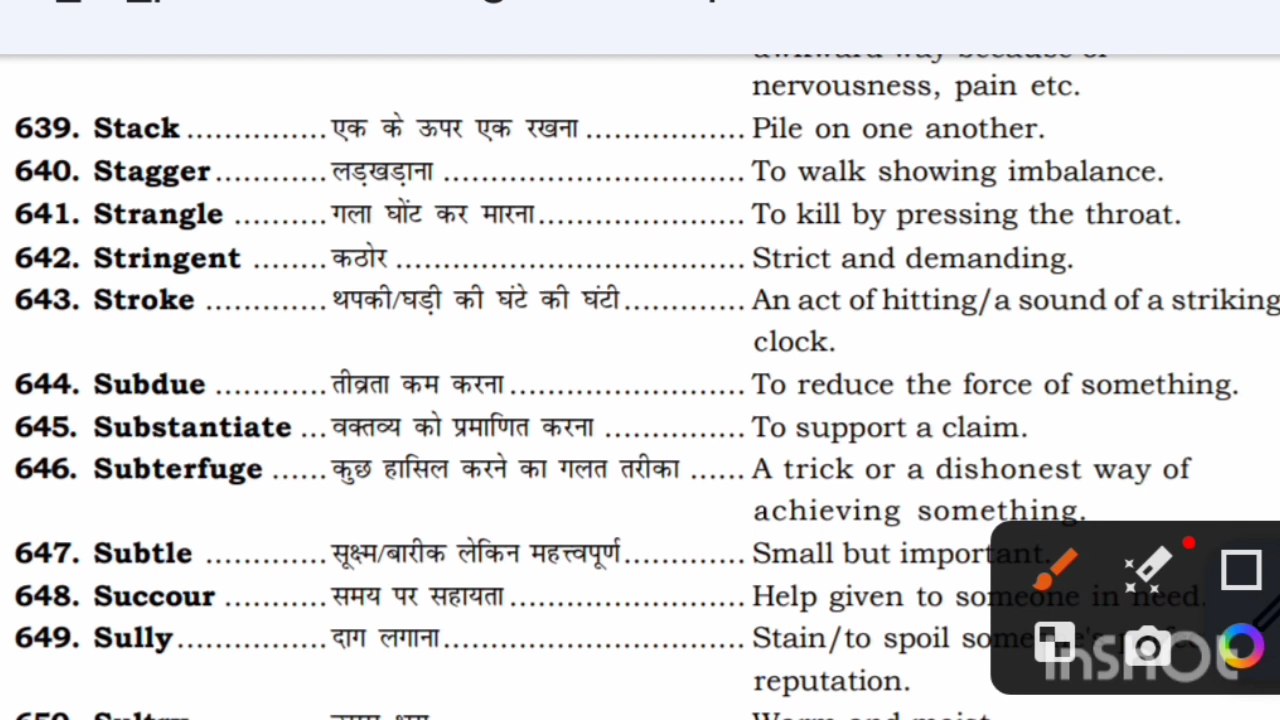 nervousness, pain etc.
639. Stack .............. एक के ऊपर एक रखना ................. Pile on one another.
640. Stagger ........... लड़खड़ाना ................................ To walk showing imbalance.
641. Strangle .......... गला घोंट कर मारना ...................... To kill by pressing the throat.
642. Stringent ........ कठोर ..................................... Strict and demanding.
643. Stroke ............. थपकी/घड़ी की घंटे की घंटी ............. An act of hitting/a sound of a striking
clock.
644. Subdue ............ तीव्रता कम करना ......................... To reduce the force of something.
645. Substantiate ... वक्तव्य को प्रमाणित करना ............... To support a claim.
646. Subterfuge ...... कुछ हासिल करने का गलत तरीका ...... A trick or a dishonest way of
achieving something.
647. Subtle ............. सूक्ष्म/बारीक लेकिन महत्त्वपूर्ण ............. Small but important.
648. Succour ........... समय पर सहायता ......................... Help given to someone in need.
649. Sully ................ दाग लगाना ................................ Stain/to spoil
InSHOt
reputation.